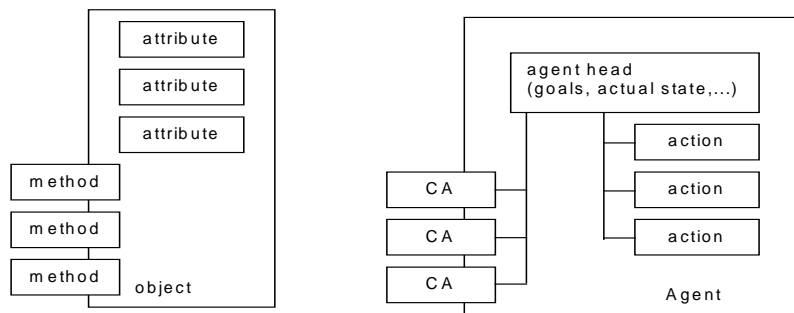 attribute
attribute
attribute
method
method
method
object
agent head
(goals, actual state,...)
action
action
action
CA
CA
CA
Agent